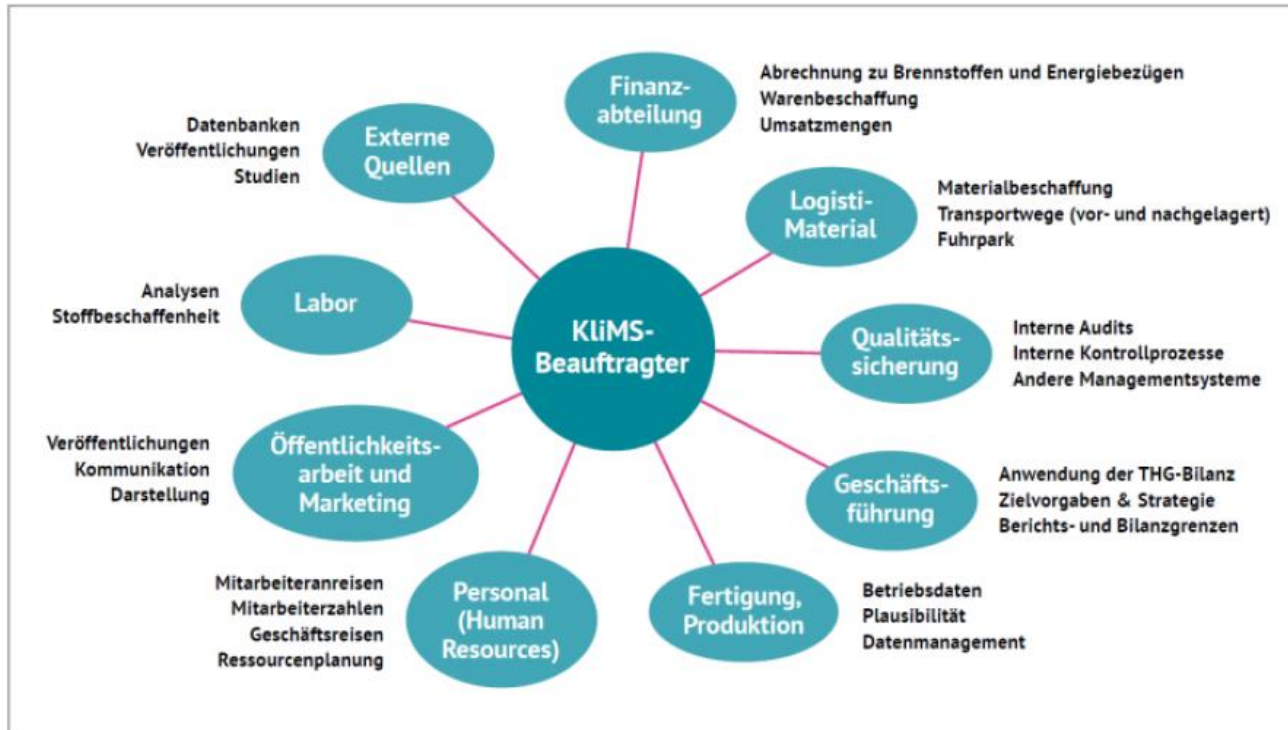 Finanz-
abteilung
Abrechnung zu Brennstoffen und Energiebezügen
Warenbeschaffung
Umsatzmengen
Logisti-
Material
Materialbeschaffung
Transportwege (vor- und nachgelagert)
Fuhrpark
Qualitäts-
sicherung
Interne Audits
Interne Kontrollprozesse
Andere Managementsysteme
Geschäfts-
führung
Anwendung der THG-Bilanz
Zielvorgaben & Strategie
Berichts- und Bilanzgrenzen
Fertigung,
Produktion
Betriebsdaten
Plausibilität
Datenmanagement
Personal
(Human
Resources)
Mitarbeiteranreisen
Mitarbeiterzahlen
Geschäftsreisen
Ressourcenplanung
Öffentlichkeits-
arbeit und
Marketing
Veröffentlichungen
Kommunikation
Darstellung
Labor
Analysen
Stoffbeschaffenheit
Externe
Quellen
Datenbanken
Veröffentlichungen
Studien
KliMS-
Beauftragter